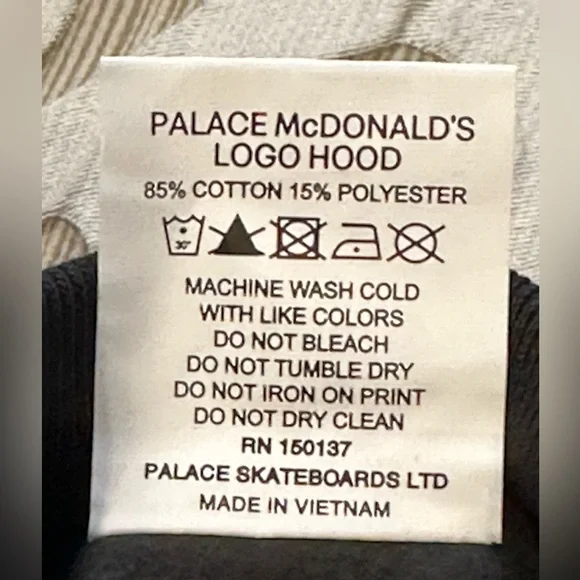 PALACE McDONALD'S
LOGO HOOD
85% COTTON 15% POLYESTER
30°
MACHINE WASH COLD
WITH LIKE COLORS
DO NOT BLEACH
DO NOT TUMBLE DRY
DO NOT IRON ON PRINT
DO NOT DRY CLEAN
RN 150137
PALACE SKATEBOARDS LTD
MADE IN VIETNAM